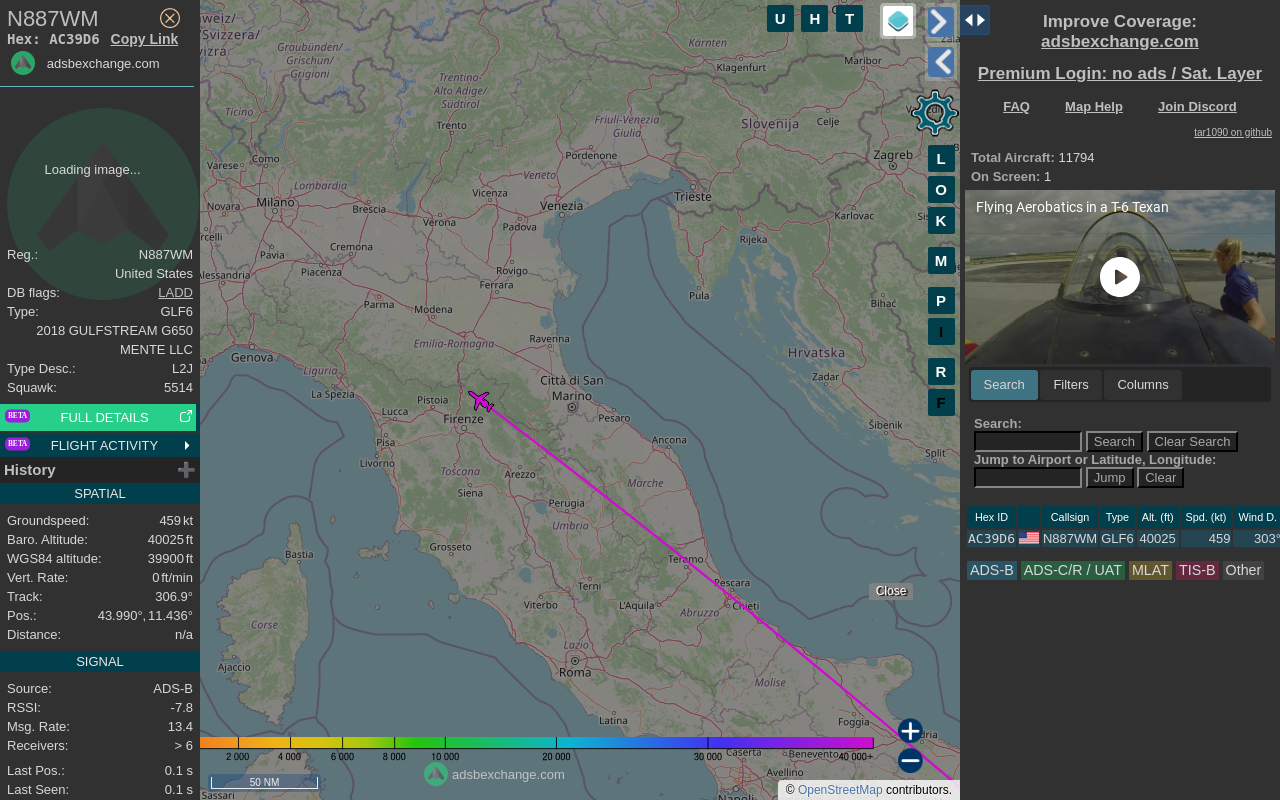 N887WM
Hex: AC39D6 Copy Link
adsbexchange.com
Loading image...
Reg.: N887WM
United States
DB flags: LADD
Type: GLF6
2018 GULFSTREAM G650
MENTE LLC
Type Desc.: L2J
Squawk: 5514
BETA FULL DETAILS
BETA FLIGHT ACTIVITY
History
SPATIAL
Groundspeed: 459 kt
Baro. Altitude: 40025 ft
WGS84 altitude: 39900 ft
Vert. Rate: 0 ft/min
Track: 306.9°
Pos.: 43.990°, 11.436°
Distance: n/a
SIGNAL
Source: ADS-B
RSSI: -7.8
Msg. Rate: 13.4
Receivers: > 6
Last Pos.: 0.1 s
Last Seen: 0.1 s
U H T
L
O
K
M
P
I
R
F
Graubünden/
Grischun/
Grigioni
Trentino-
Alto Adige/
Südtirol
Kärnten
Klagenfurt
Maribor
Ticino
Trento
Friuli-Venezia
Giulia
Slovenija
Celje
Pordenone
Zagreb
Varese
Como
Lombardia
Veneto
Trieste
Novara
Milano
Brescia
Vicenza
Verona
Venezia
Padova
Karlovac
Rijeka
Pavia
Cremona
Alessandria
Piacenza
Rovigo
Ferrara
Parma
Modena
Pula
Bihać
Emilia-Romagna
Ravenna
Genova
Liguria
La Spezia
Hrvatska
Zadar
Città di San
Marino
Pistoia
Lucca
Firenze
Pesaro
Šibenik
Pisa
Ancona
Split
Livorno
Toscana
Arezzo
Siena
Marche
Perugia
Umbria
Grosseto
Bastia
Teramo
Terni
Pescara
Chieti
Viterbo
L'Aquila
Abruzzo
Corse
Lazio
Ajaccio
Roma
Molise
Latina
Foggia
Caserta
Benevento
Avellino
Napoli
Sassari
Close
2 000 4 000 6 000 8 000 10 000 20 000 30 000 40 000+
adsbexchange.com
50 NM
© OpenStreetMap contributors.
Improve Coverage:
adsbexchange.com
Premium Login: no ads / Sat. Layer
FAQ Map Help Join Discord
tar1090 on github
Total Aircraft: 11794
On Screen: 1
Flying Aerobatics in a T-6 Texan
Search Filters Columns
Search:
Search Clear Search
Jump to Airport or Latitude, Longitude:
Jump Clear
Hex ID Callsign Type Alt. (ft) Spd. (kt) Wind D.
AC39D6 N887WM GLF6 40025 459 303°
ADS-B ADS-C/R / UAT MLAT TIS-B Other